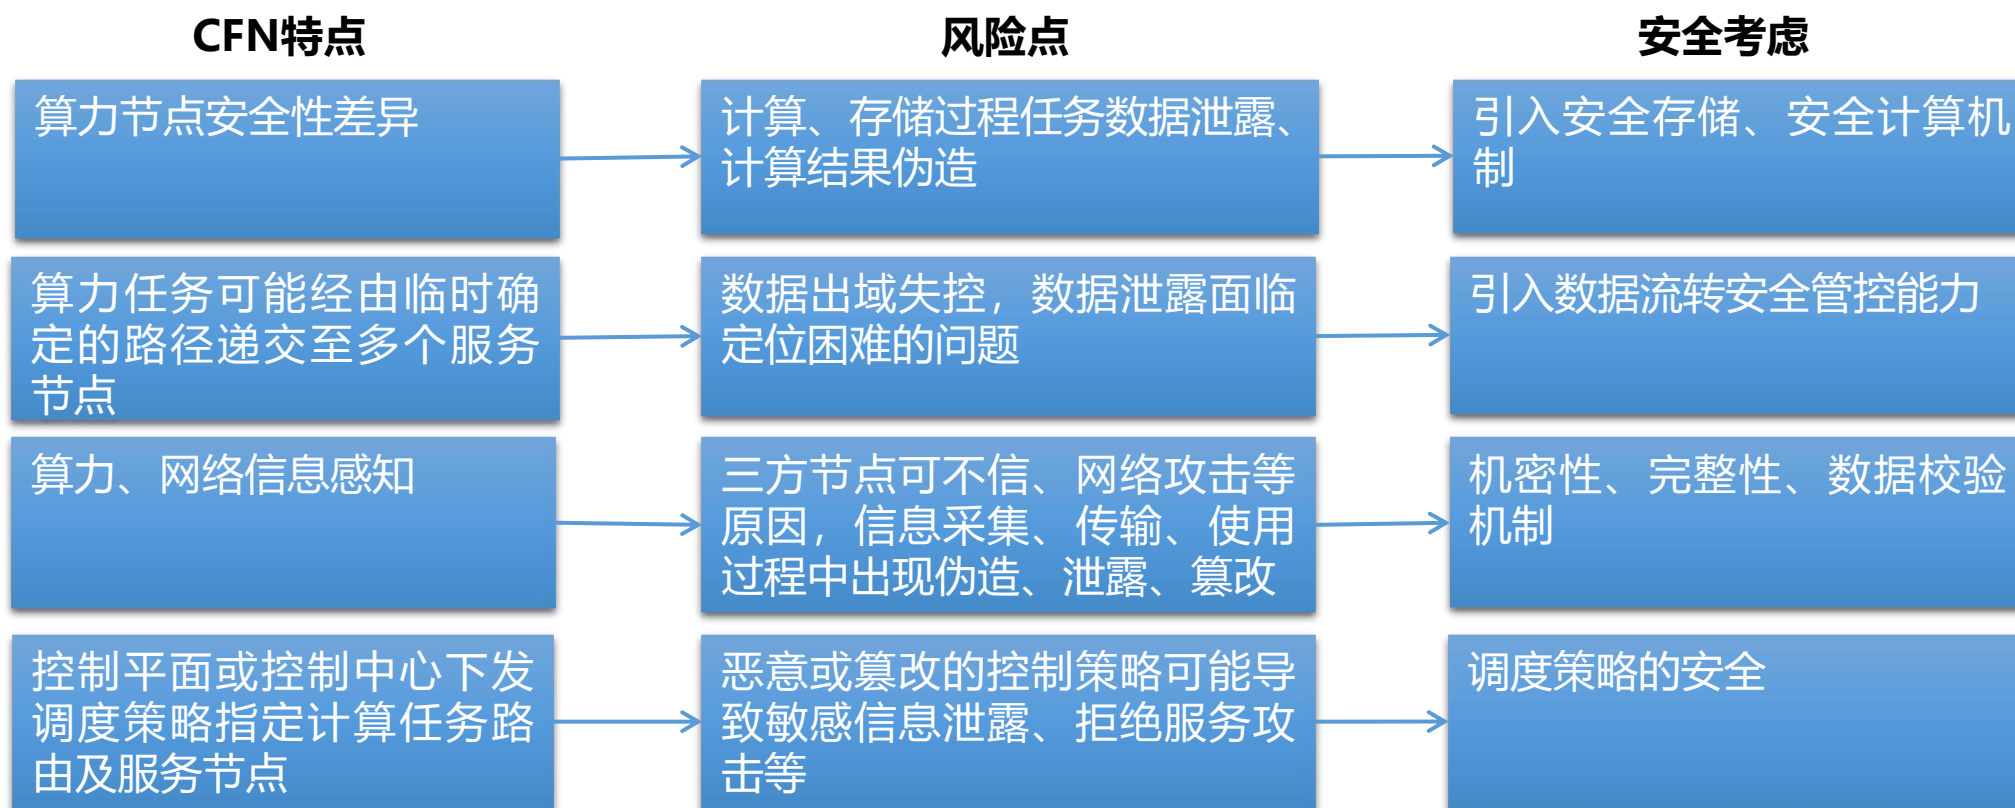 CFN特点
风险点
安全考虑
算力节点安全性差异
计算、存储过程任务数据泄露、
计算结果伪造
引入安全存储、安全计算机
制
算力任务可能经由临时确
定的路径递交至多个服务
节点
数据出域失控，数据泄露面临
定位困难的问题
引入数据流转安全管控能力
算力、网络信息感知
三方节点可不信、网络攻击等
原因，信息采集、传输、使用
过程中出现伪造、泄露、篡改
机密性、完整性、数据校验
机制
控制平面或控制中心下发
调度策略指定计算任务路
由及服务节点
恶意或篡改的控制策略可能导
致敏感信息泄露、拒绝服务攻
击等
调度策略的安全